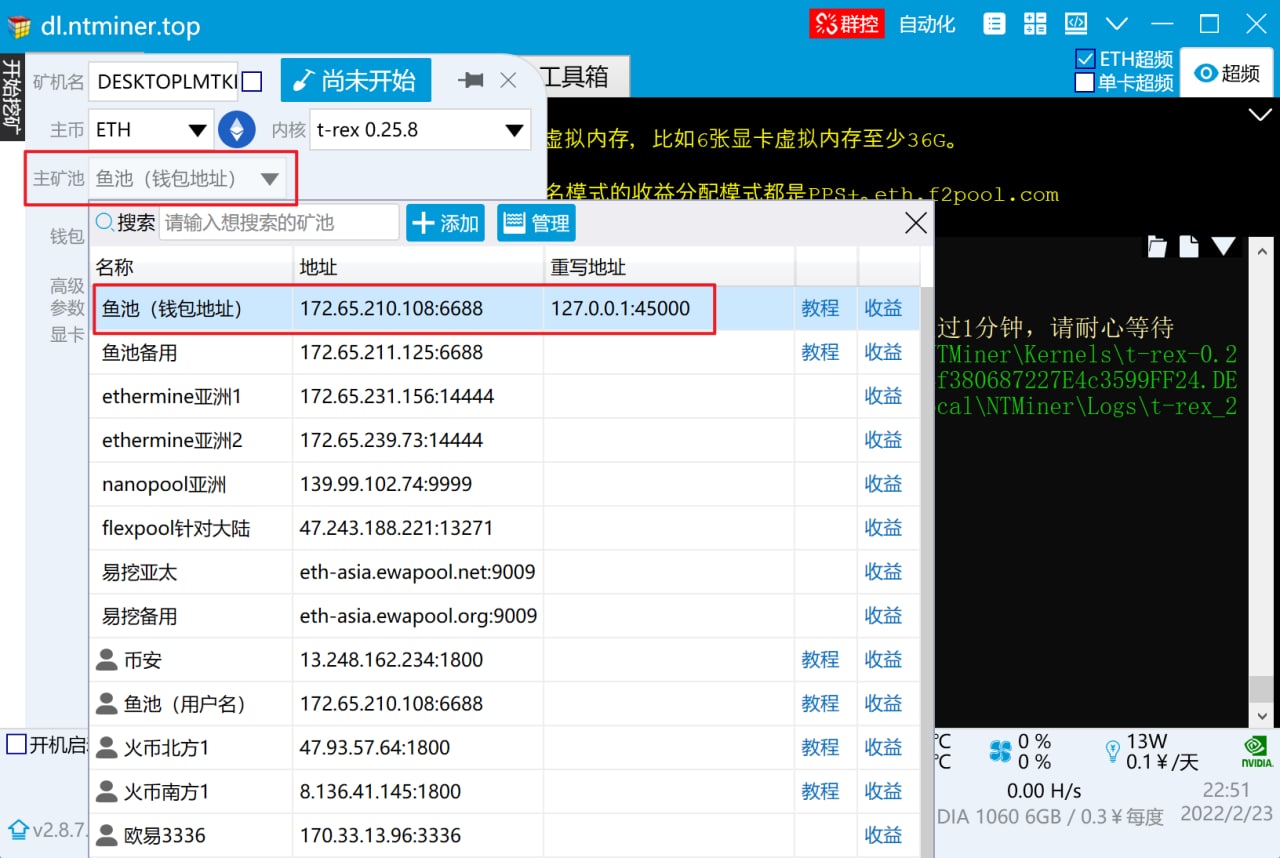 dl.ntminer.top
群控
自动化
开始挖矿
矿机名 DESKTOPLMTKI
尚未开始
工具箱
ETH超频
单卡超频
超频
主币 ETH
内核 t-rex 0.25.8
虚拟内存，比如6张显卡虚拟内存至少36G。
主矿池 鱼池（钱包地址）
名模式的收益分配模式都是PPS+。eth.f2pool.com
钱包
搜索 请输入想搜索的矿池
添加
管理
高级
参数
显卡
名称 地址 重写地址
鱼池（钱包地址） 172.65.210.108:6688 127.0.0.1:45000 教程 收益
鱼池备用 172.65.211.125:6688 教程 收益
ethermine亚洲1 172.65.231.156:14444 收益
ethermine亚洲2 172.65.239.73:14444 收益
nanopool亚洲 139.99.102.74:9999 收益
flexpool针对大陆 47.243.188.221:13271 收益
易挖亚太 eth-asia.ewapool.net:9009 收益
易挖备用 eth-asia.ewapool.org:9009 收益
币安 13.248.162.234:1800 教程 收益
鱼池（用户名） 172.65.210.108:6688 教程 收益
火币北方1 47.93.57.64:1800 教程 收益
火币南方1 8.136.41.145:1800 教程 收益
欧易3336 170.33.13.96:3336 收益
过1分钟，请耐心等待
TMiner\Kernels\t-rex-0.2
f380687227E4c3599FF24.DE
cal\NTMiner\Logs\t-rex_2
开机启
v2.8.7.
℃ 0 % 13W
℃ 0 % 0.1￥/天
NVIDIA.
0.00 H/s
22:51
DIA 1060 6GB / 0.3￥每度
2022/2/23